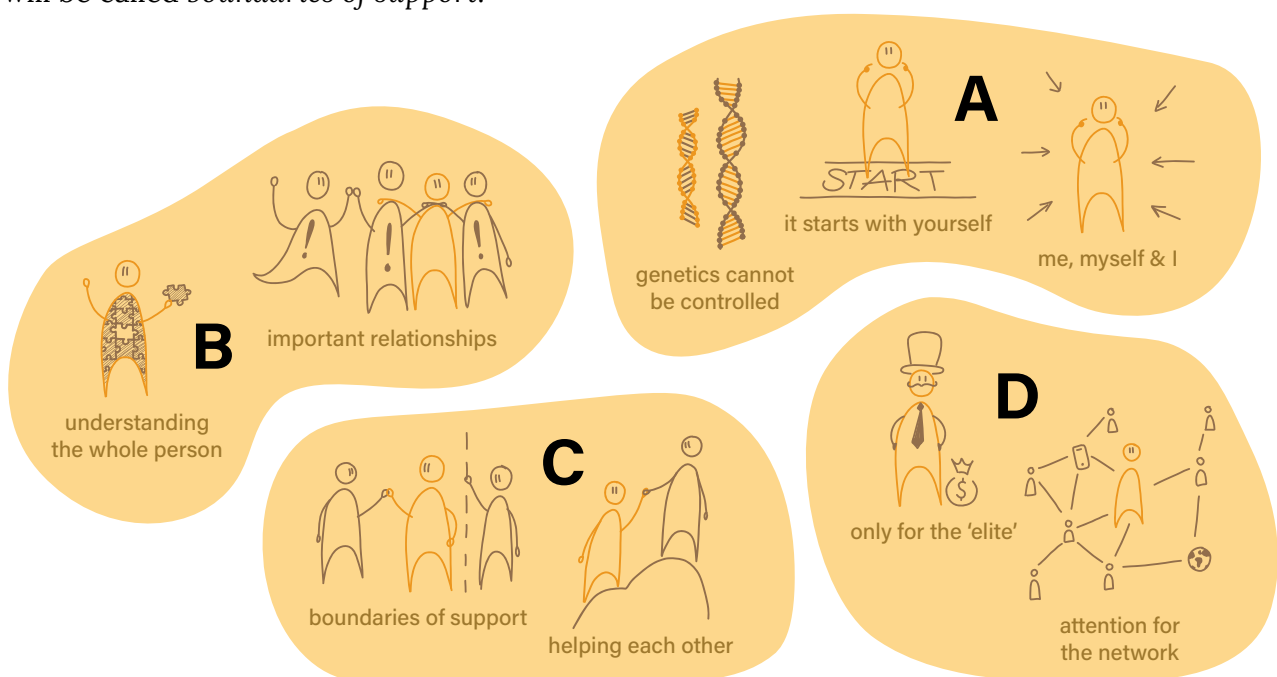 will be called boundaries of support.
A
START
it starts with yourself
genetics cannot
be controlled
me, myself & I
B
important relationships
understanding
the whole person
C
boundaries of support
helping each other
D
$
only for the 'elite'
attention for
the network